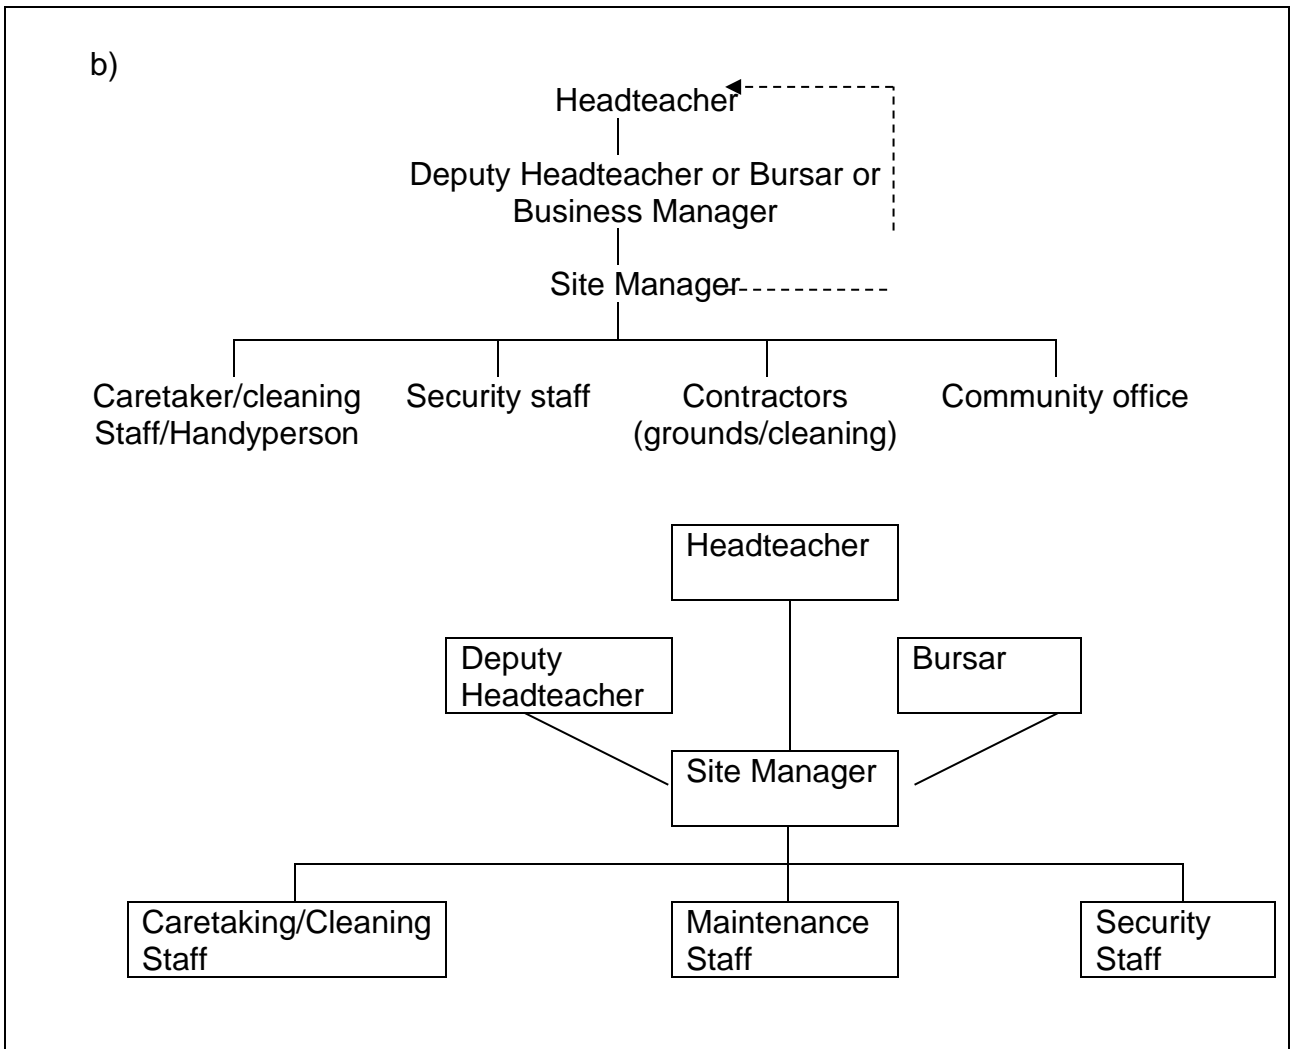 b)
Headteacher
Deputy Headteacher or Bursar or
Business Manager
Site Manager
Caretaker/cleaning
Staff/Handyperson
Security staff
Contractors
(grounds/cleaning)
Community office
Headteacher
Deputy
Headteacher
Bursar
Site Manager
Caretaking/Cleaning
Staff
Maintenance
Staff
Security
Staff